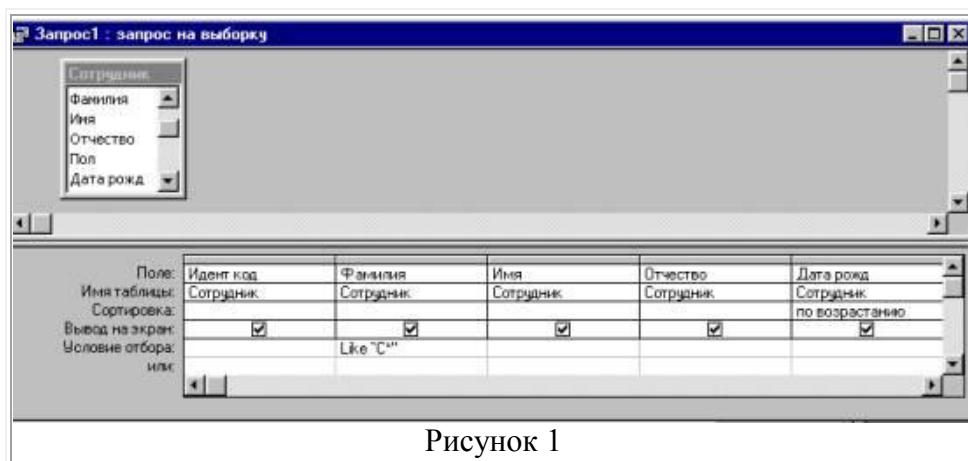 Запрос1 : запрос на выборку
Сотрудник
Фамилия
Имя
Отчество
Пол
Дата рожд
Поле: Идент код Фамилия Имя Отчество Дата рожд
Имя таблицы: Сотрудник Сотрудник Сотрудник Сотрудник Сотрудник
Сортировка: по возрастанию
Вывод на экран:
Условие отбора: Like "С*"
или:
Рисунок 1